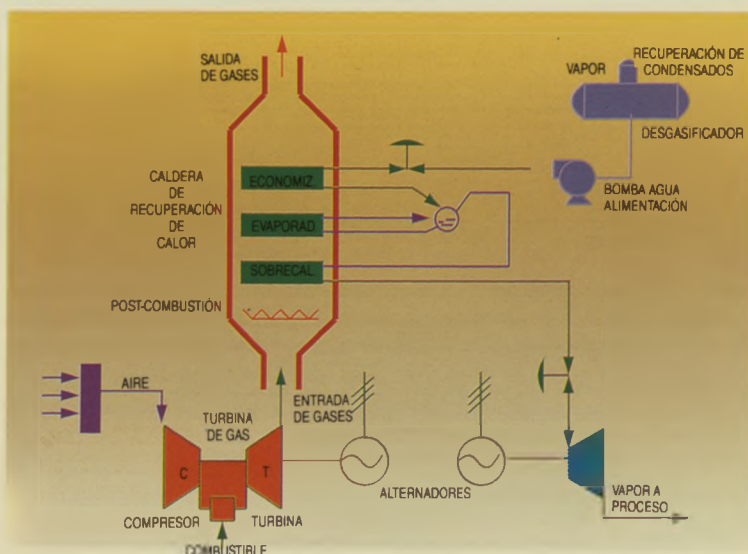 SALIDA
DE GASES
VAPOR
RECUPERACIÓN DE
CONDENSADOS
DESGASIFICADOR
BOMBA AGUA
ALIMENTACIÓN
CALDERA
DE
RECUPERACIÓN
DE
CALOR
ECONOMIZ.
EVAPORAD.
SOBRECAL.
POST-COMBUSTIÓN
AIRE
ENTRADA
DE GASES
TURBINA
DE GAS
C
T
COMPRESOR
TURBINA
COMBUSTIBLE
ALTERNADORES
VAPOR A
PROCESO